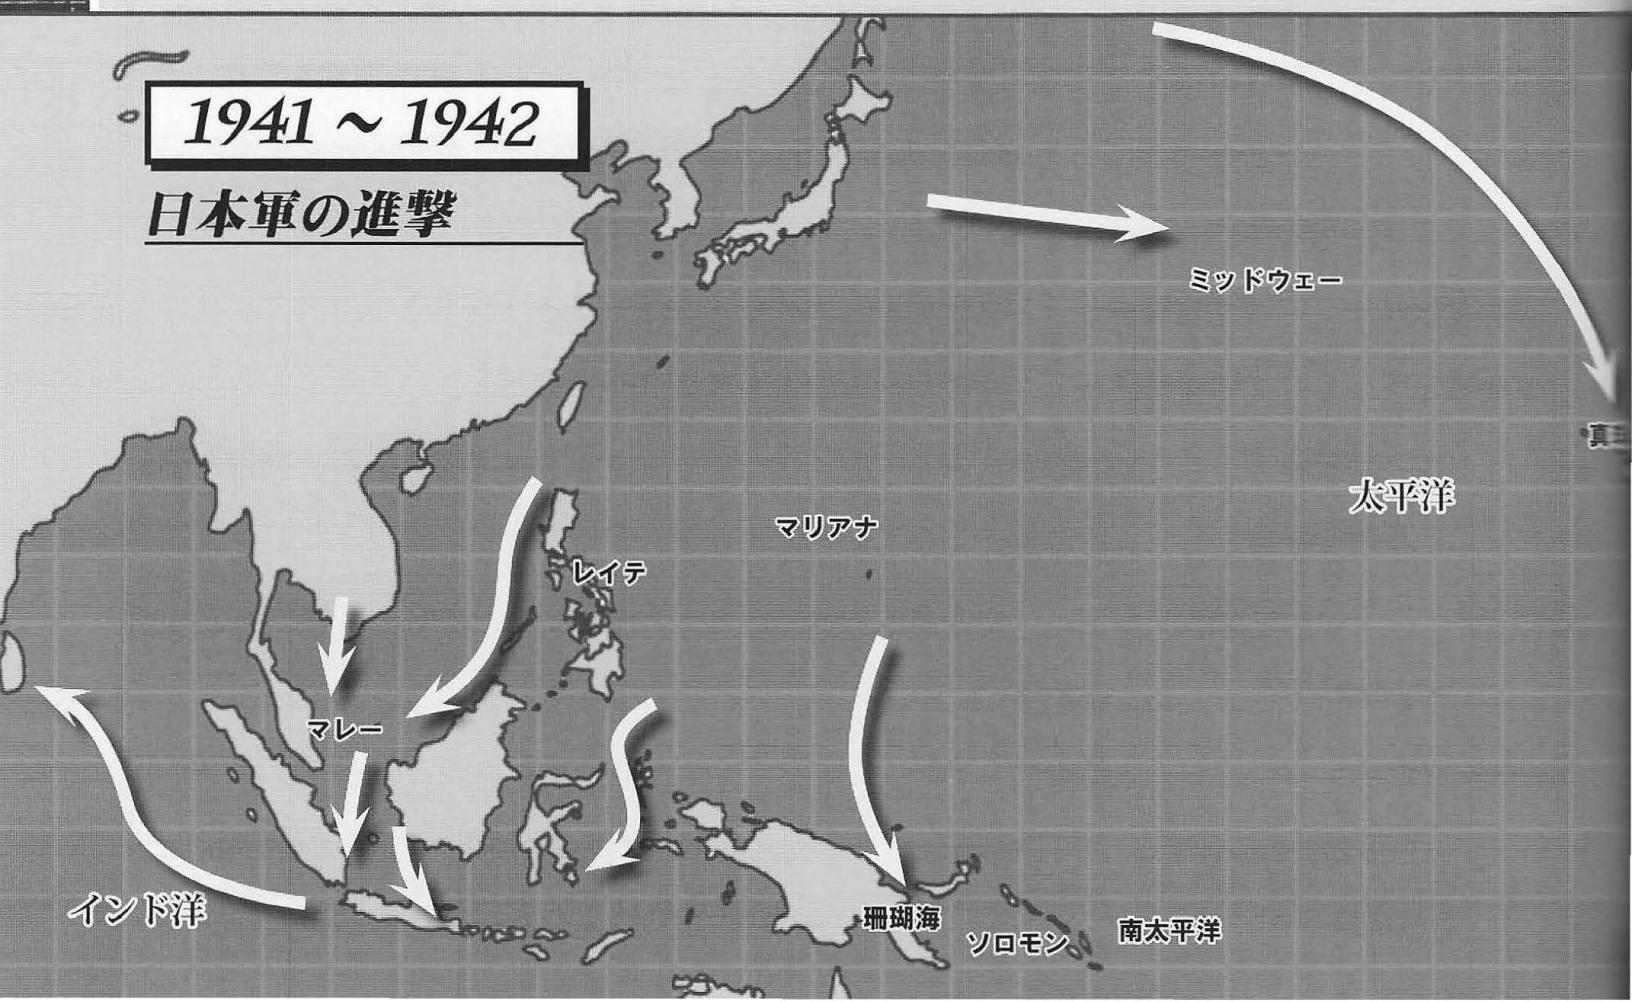 1941～1942
日本軍の進撃
ミッドウェー
真
太平洋
マリアナ
レイテ
マレー
インド洋
珊瑚海
ソロモン
南太平洋